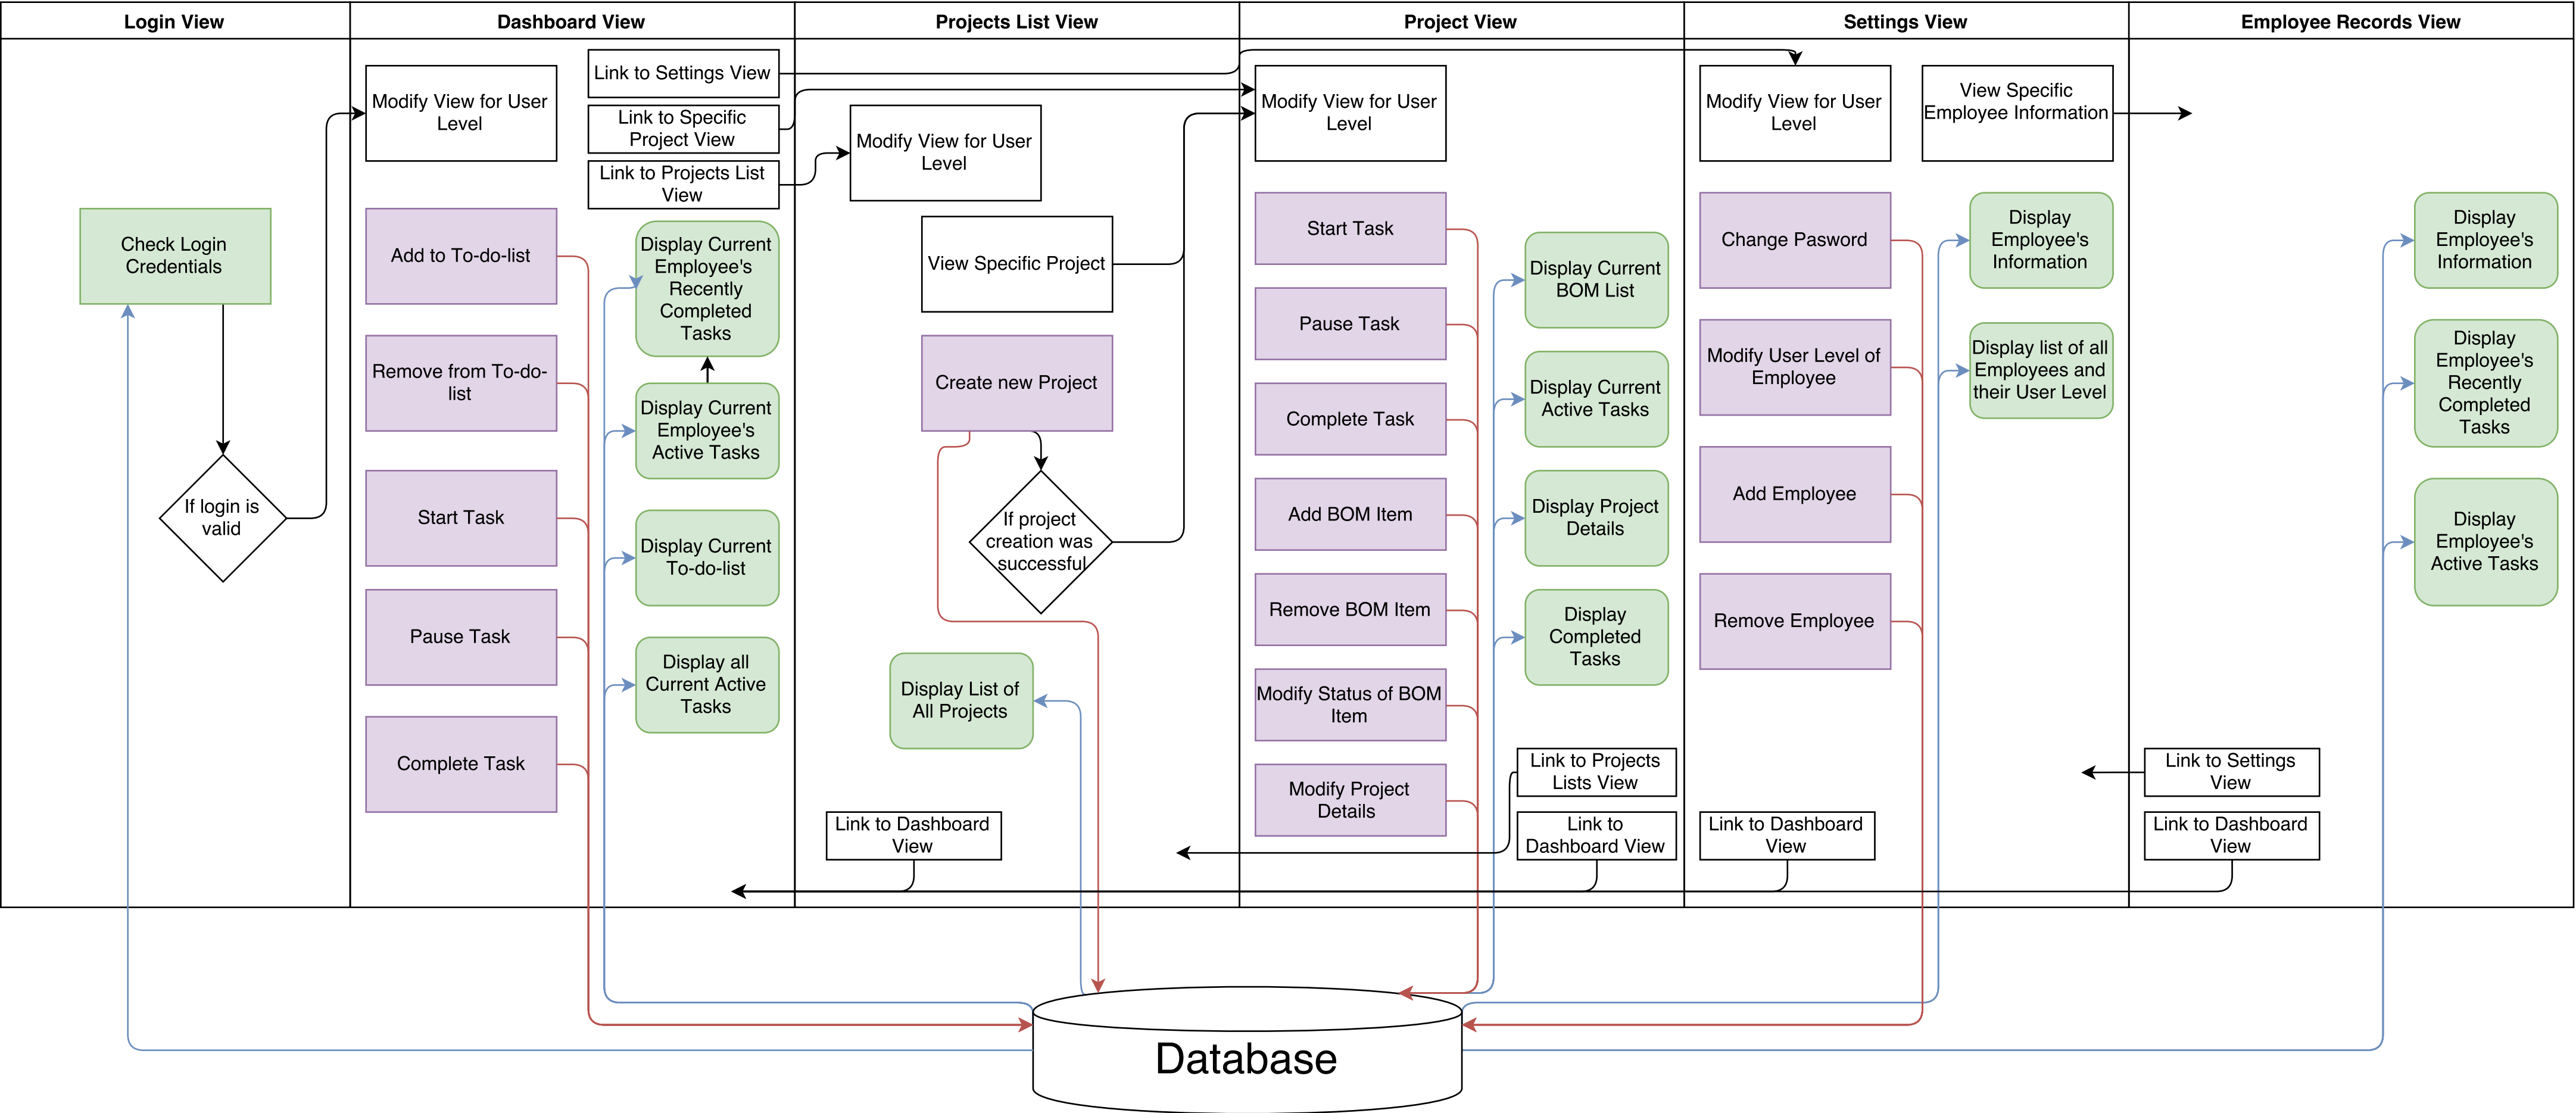 Login View
Dashboard View
Projects List View
Project View
Settings View
Employee Records View
Check Login
Credentials
If login is
valid
Modify View for User
Level
Link to Settings View
Link to Specific
Project View
Link to Projects List
View
Add to To-do-list
Remove from To-do-
list
Start Task
Pause Task
Complete Task
Display Current
Employee's
Recently
Completed
Tasks
Display Current
Employee's
Active Tasks
Display Current
To-do-list
Display all
Current Active
Tasks
Modify View for User
Level
View Specific Project
Create new Project
If project
creation was
successful
Display List of
All Projects
Link to Dashboard
View
Modify View for User
Level
Start Task
Pause Task
Complete Task
Add BOM Item
Remove BOM Item
Modify Status of BOM
Item
Modify Project
Details
Display Current
BOM List
Display Current
Active Tasks
Display Project
Details
Display
Completed
Tasks
Link to Projects
Lists View
Link to
Dashboard View
Modify View for User
Level
View Specific
Employee Information
Change Pasword
Modify User Level of
Employee
Add Employee
Remove Employee
Display
Employee's
Information
Display list of all
Employees and
their User Level
Link to Dashboard
View
Display
Employee's
Information
Display
Employee's
Recently
Completed
Tasks
Display
Employee's
Active Tasks
Link to Settings
View
Link to Dashboard
View
Database